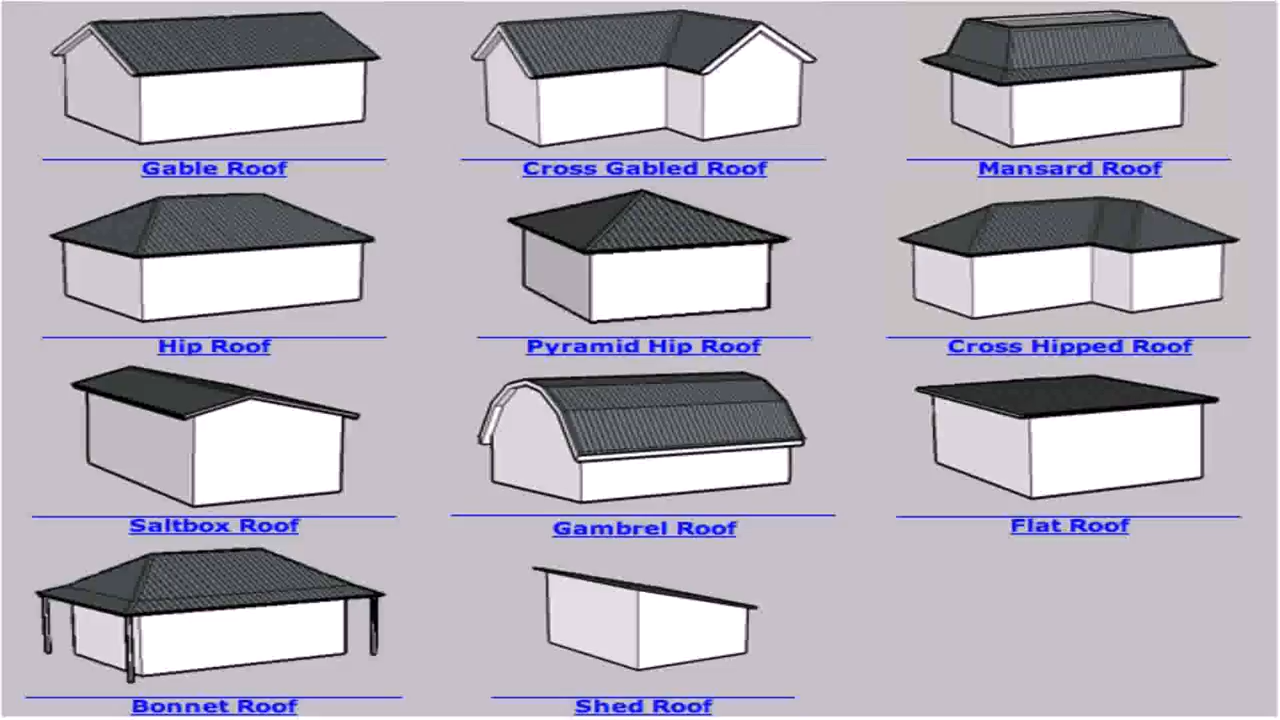 Gable Roof
Cross Gabled Roof
Mansard Roof
Hip Roof
Pyramid Hip Roof
Cross Hipped Roof
Saltbox Roof
Gambrel Roof
Flat Roof
Bonnet Roof
Shed Roof